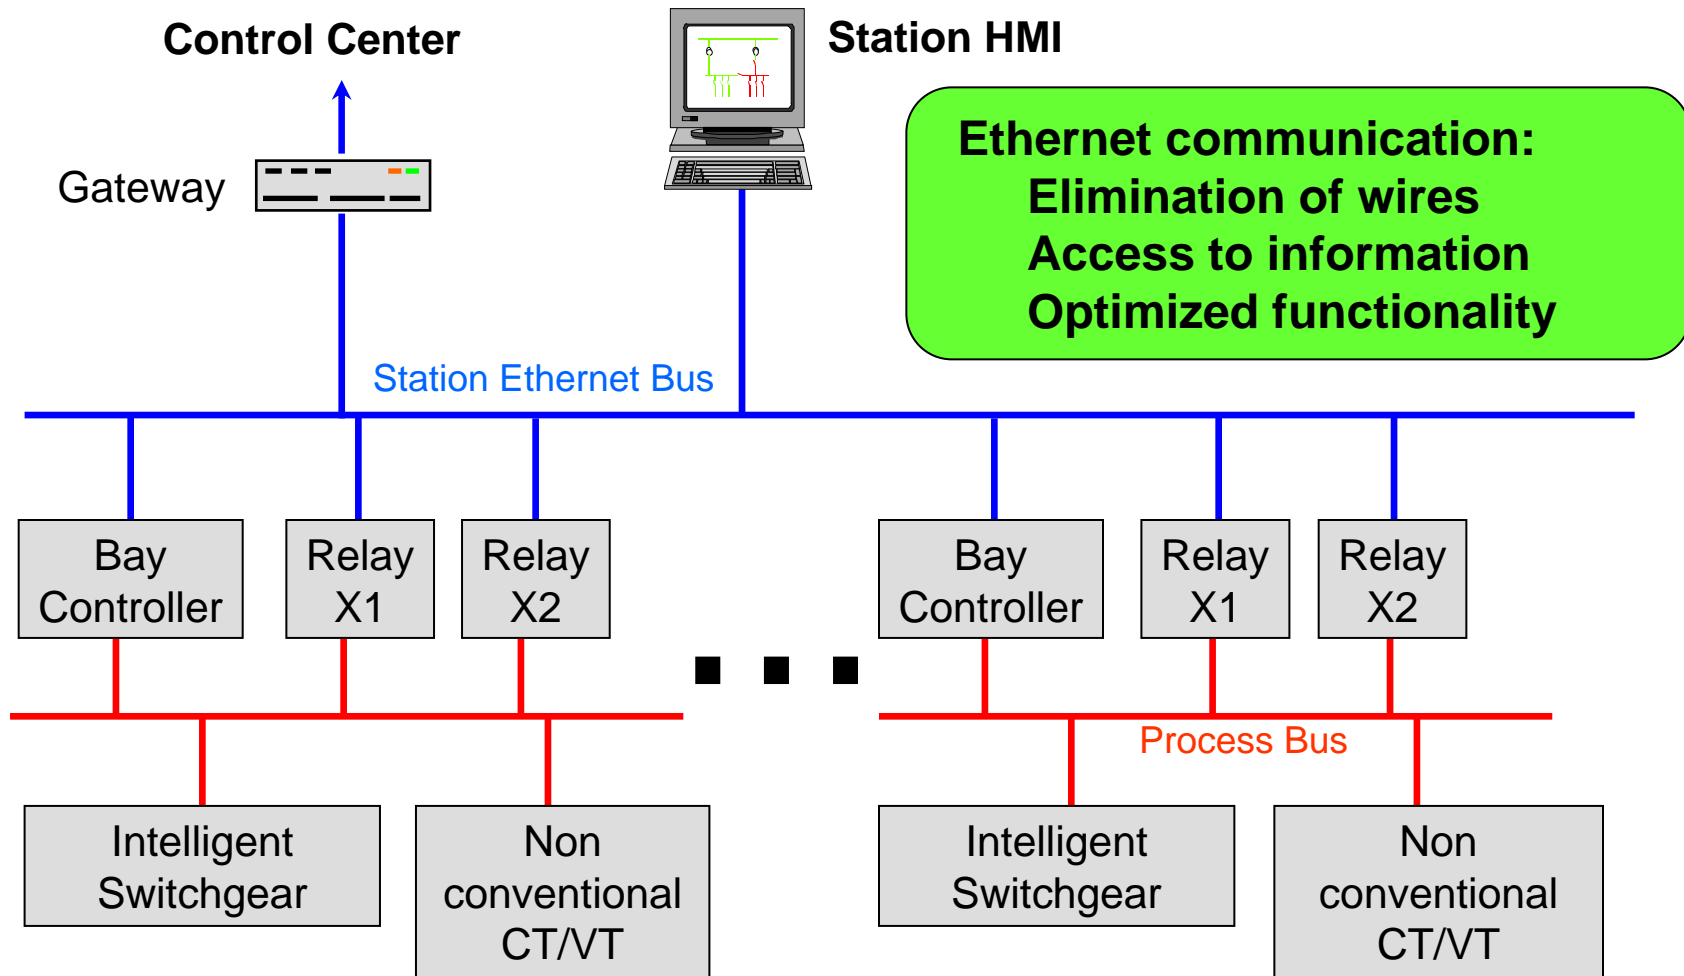 Control Center
Station HMI
Ethernet communication:
Elimination of wires
Access to information
Optimized functionality
Gateway
Station Ethernet Bus
Bay
Controller
Relay
X1
Relay
X2
Bay
Controller
Relay
X1
Relay
X2
Process Bus
Intelligent
Switchgear
Non
conventional
CT/VT
Intelligent
Switchgear
Non
conventional
CT/VT